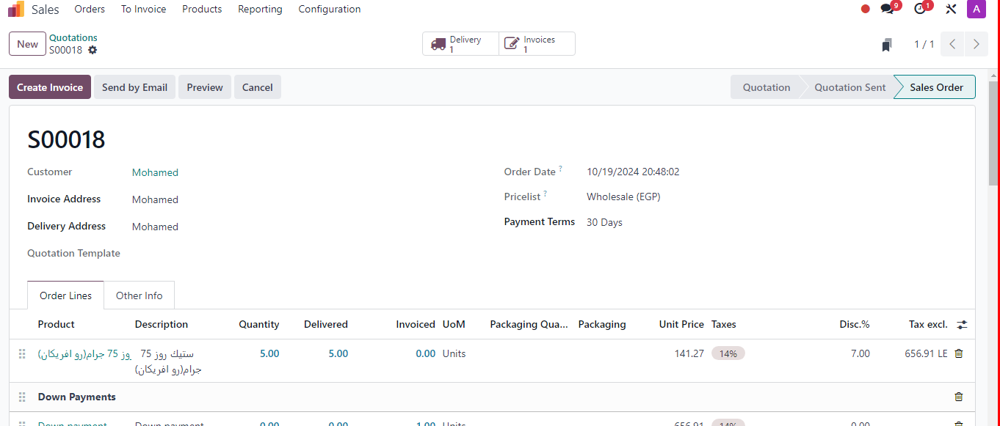 Sales Orders To Invoice Products Reporting Configuration 9 1 A
New Quotations Delivery Invoices
S00018 1 1 1 / 1
Create Invoice Send by Email Preview Cancel Quotation Quotation Sent Sales Order
S00018
Customer Mohamed Order Date ? 10/19/2024 20:48:02
Invoice Address Mohamed Pricelist ? Wholesale (EGP)
Delivery Address Mohamed Payment Terms 30 Days
Quotation Template
Order Lines Other Info
Product Description Quantity Delivered Invoiced UoM Packaging Qua... Packaging Unit Price Taxes Disc.% Tax excl.
روز 75 جرام(رو افريكان) ستيك روز 75 5.00 5.00 0.00 Units 141.27 14% 7.00 656.91 LE
جرام(رو افريكان)
Down Payments
Down payment Down payment 0.00 0.00 1.00 Units 656.91 14% 0.00